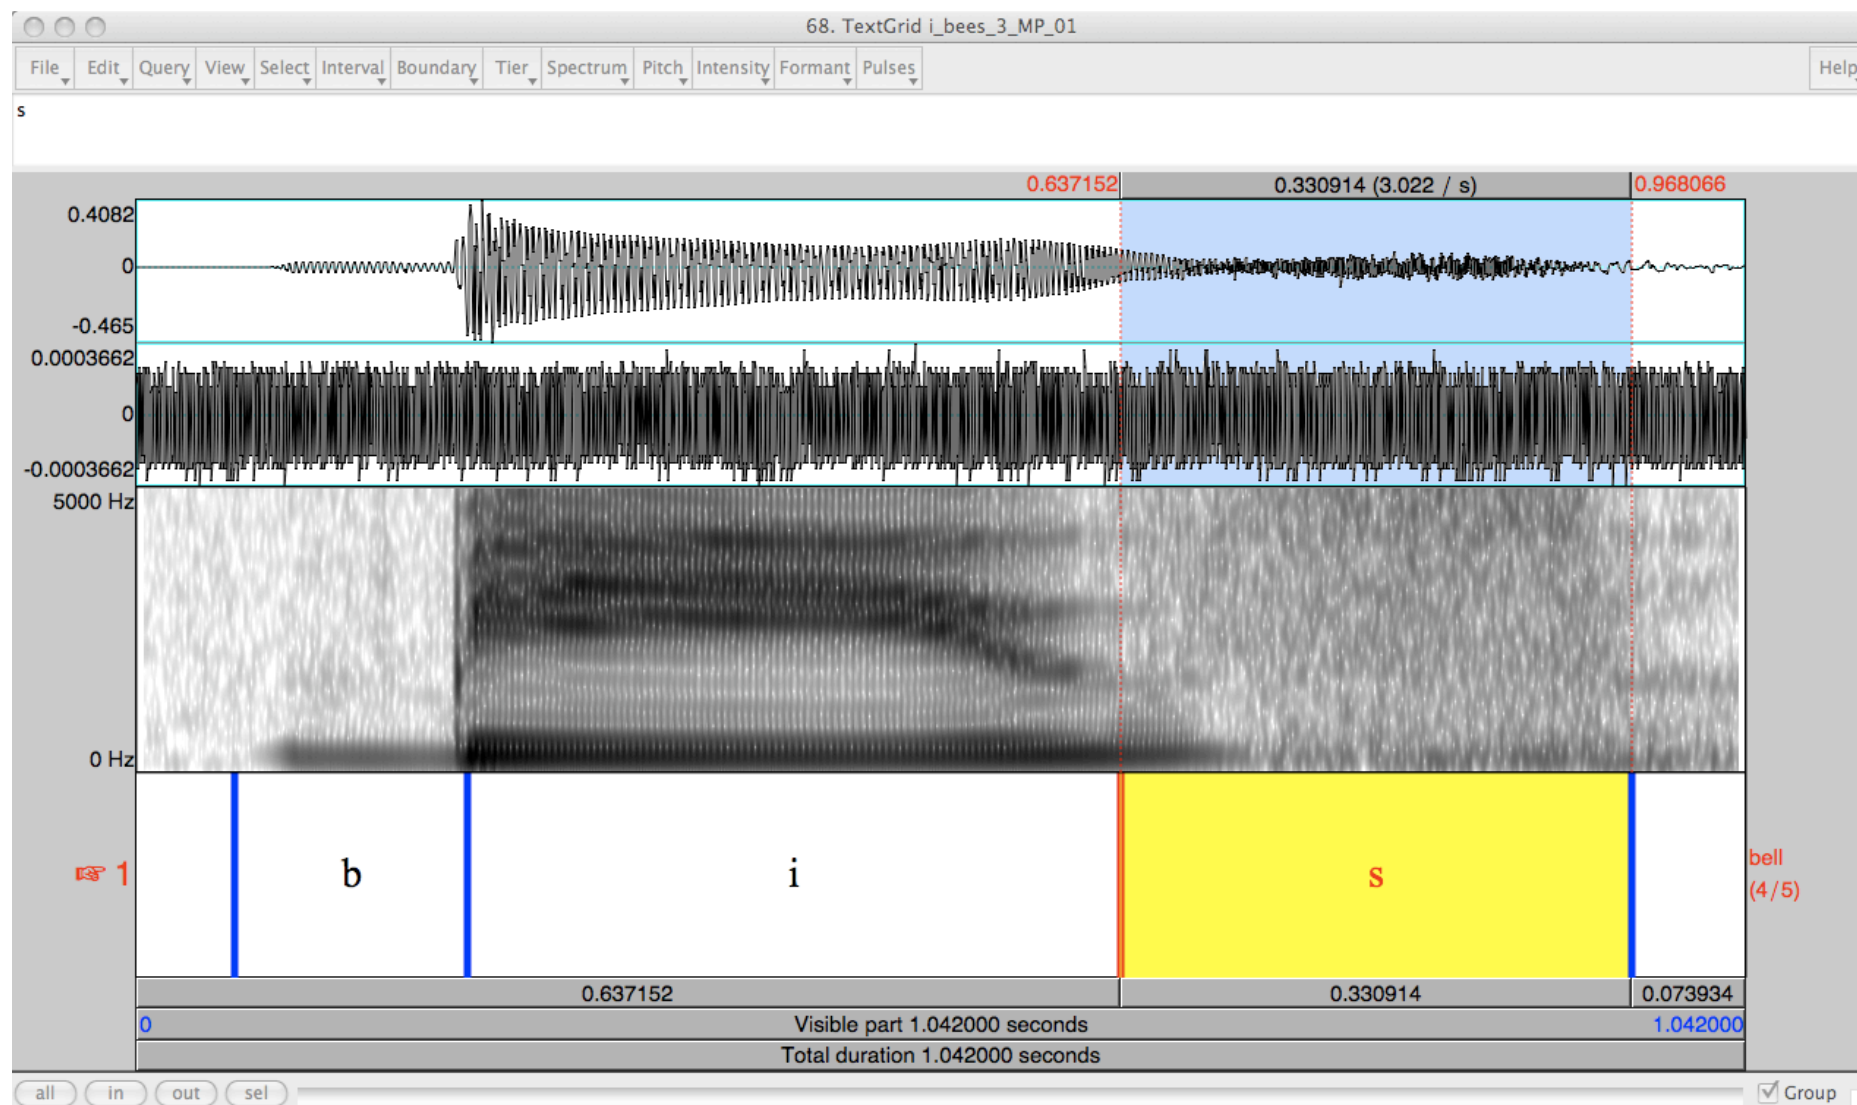 68. TextGrid i_bees_3_MP_01
File Edit Query View Select Interval Boundary Tier Spectrum Pitch Intensity Formant Pulses Help
s
0.637152 0.330914 (3.022 / s) 0.968066
0.4082
0
-0.465
0.0003662
0
-0.0003662
5000 Hz
0 Hz
☞ 1 b i s bell
(4/5)
0.637152 0.330914 0.073934
0 Visible part 1.042000 seconds 1.042000
Total duration 1.042000 seconds
all in out sel Group